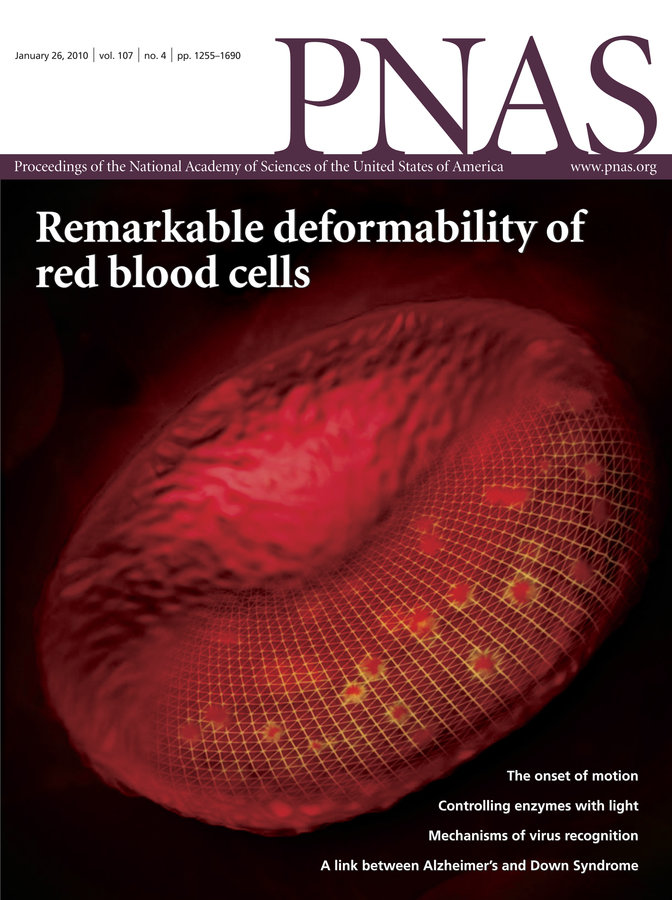 January 26, 2010 | vol. 107 | no. 4 | pp. 1255–1690
PNAS
Proceedings of the National Academy of Sciences of the United States of America www.pnas.org
Remarkable deformability of
red blood cells
The onset of motion
Controlling enzymes with light
Mechanisms of virus recognition
A link between Alzheimer’s and Down Syndrome